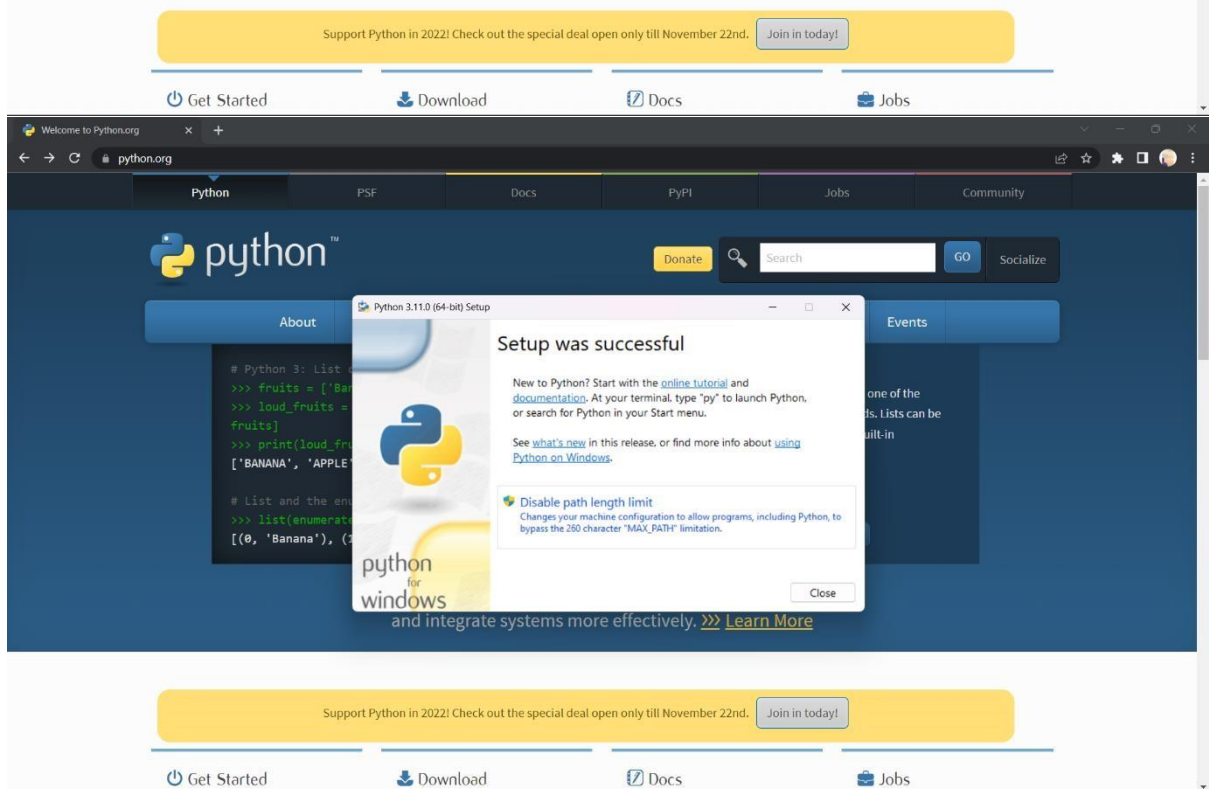 Support Python in 2022! Check out the special deal open only till November 22nd. Join in today!
Get Started Download Docs Jobs
Welcome to Python.org
python.org
Python PSF Docs PyPI Jobs Community
python™
Donate Search GO Socialize
About Events
Python 3.11.0 (64-bit) Setup
Setup was successful
New to Python? Start with the online tutorial and
documentation. At your terminal, type "py" to launch Python,
or search for Python in your Start menu.
See what's new in this release, or find more info about using
Python on Windows.
Disable path length limit
Changes your machine configuration to allow programs, including Python, to
bypass the 260 character "MAX_PATH" limitation.
Close
python
for
windows
# Python 3: List
>>> fruits = ['Ba
>>> loud_fruits =
fruits]
>>> print(loud_fr
['BANANA', 'APPLE'
# List and the en
>>> list(enumerate
[(0, 'Banana'), (
one of the
ds. Lists can be
uilt-in
and integrate systems more effectively. >>> Learn More
Support Python in 2022! Check out the special deal open only till November 22nd. Join in today!
Get Started Download Docs Jobs